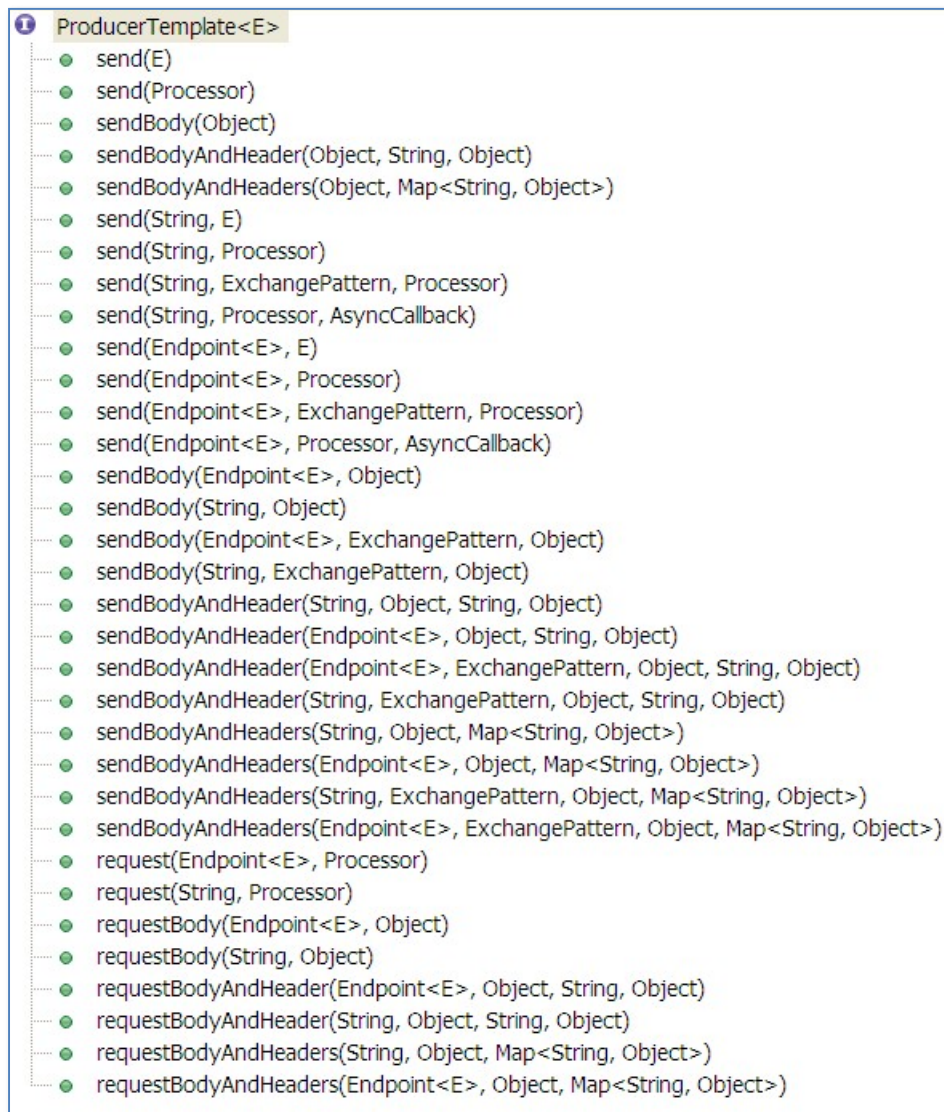 ProducerTemplate<E>
send(E)
send(Processor)
sendBody(Object)
sendBodyAndHeader(Object, String, Object)
sendBodyAndHeaders(Object, Map<String, Object>)
send(String, E)
send(String, Processor)
send(String, ExchangePattern, Processor)
send(String, Processor, AsyncCallback)
send(Endpoint<E>, E)
send(Endpoint<E>, Processor)
send(Endpoint<E>, ExchangePattern, Processor)
send(Endpoint<E>, Processor, AsyncCallback)
sendBody(Endpoint<E>, Object)
sendBody(String, Object)
sendBody(Endpoint<E>, ExchangePattern, Object)
sendBody(String, ExchangePattern, Object)
sendBodyAndHeader(String, Object, String, Object)
sendBodyAndHeader(Endpoint<E>, Object, String, Object)
sendBodyAndHeader(Endpoint<E>, ExchangePattern, Object, String, Object)
sendBodyAndHeader(String, ExchangePattern, Object, String, Object)
sendBodyAndHeaders(String, Object, Map<String, Object>)
sendBodyAndHeaders(Endpoint<E>, Object, Map<String, Object>)
sendBodyAndHeaders(String, ExchangePattern, Object, Map<String, Object>)
sendBodyAndHeaders(Endpoint<E>, ExchangePattern, Object, Map<String, Object>)
request(Endpoint<E>, Processor)
request(String, Processor)
requestBody(Endpoint<E>, Object)
requestBody(String, Object)
requestBodyAndHeader(Endpoint<E>, Object, String, Object)
requestBodyAndHeader(String, Object, String, Object)
requestBodyAndHeaders(String, Object, Map<String, Object>)
requestBodyAndHeaders(Endpoint<E>, Object, Map<String, Object>)